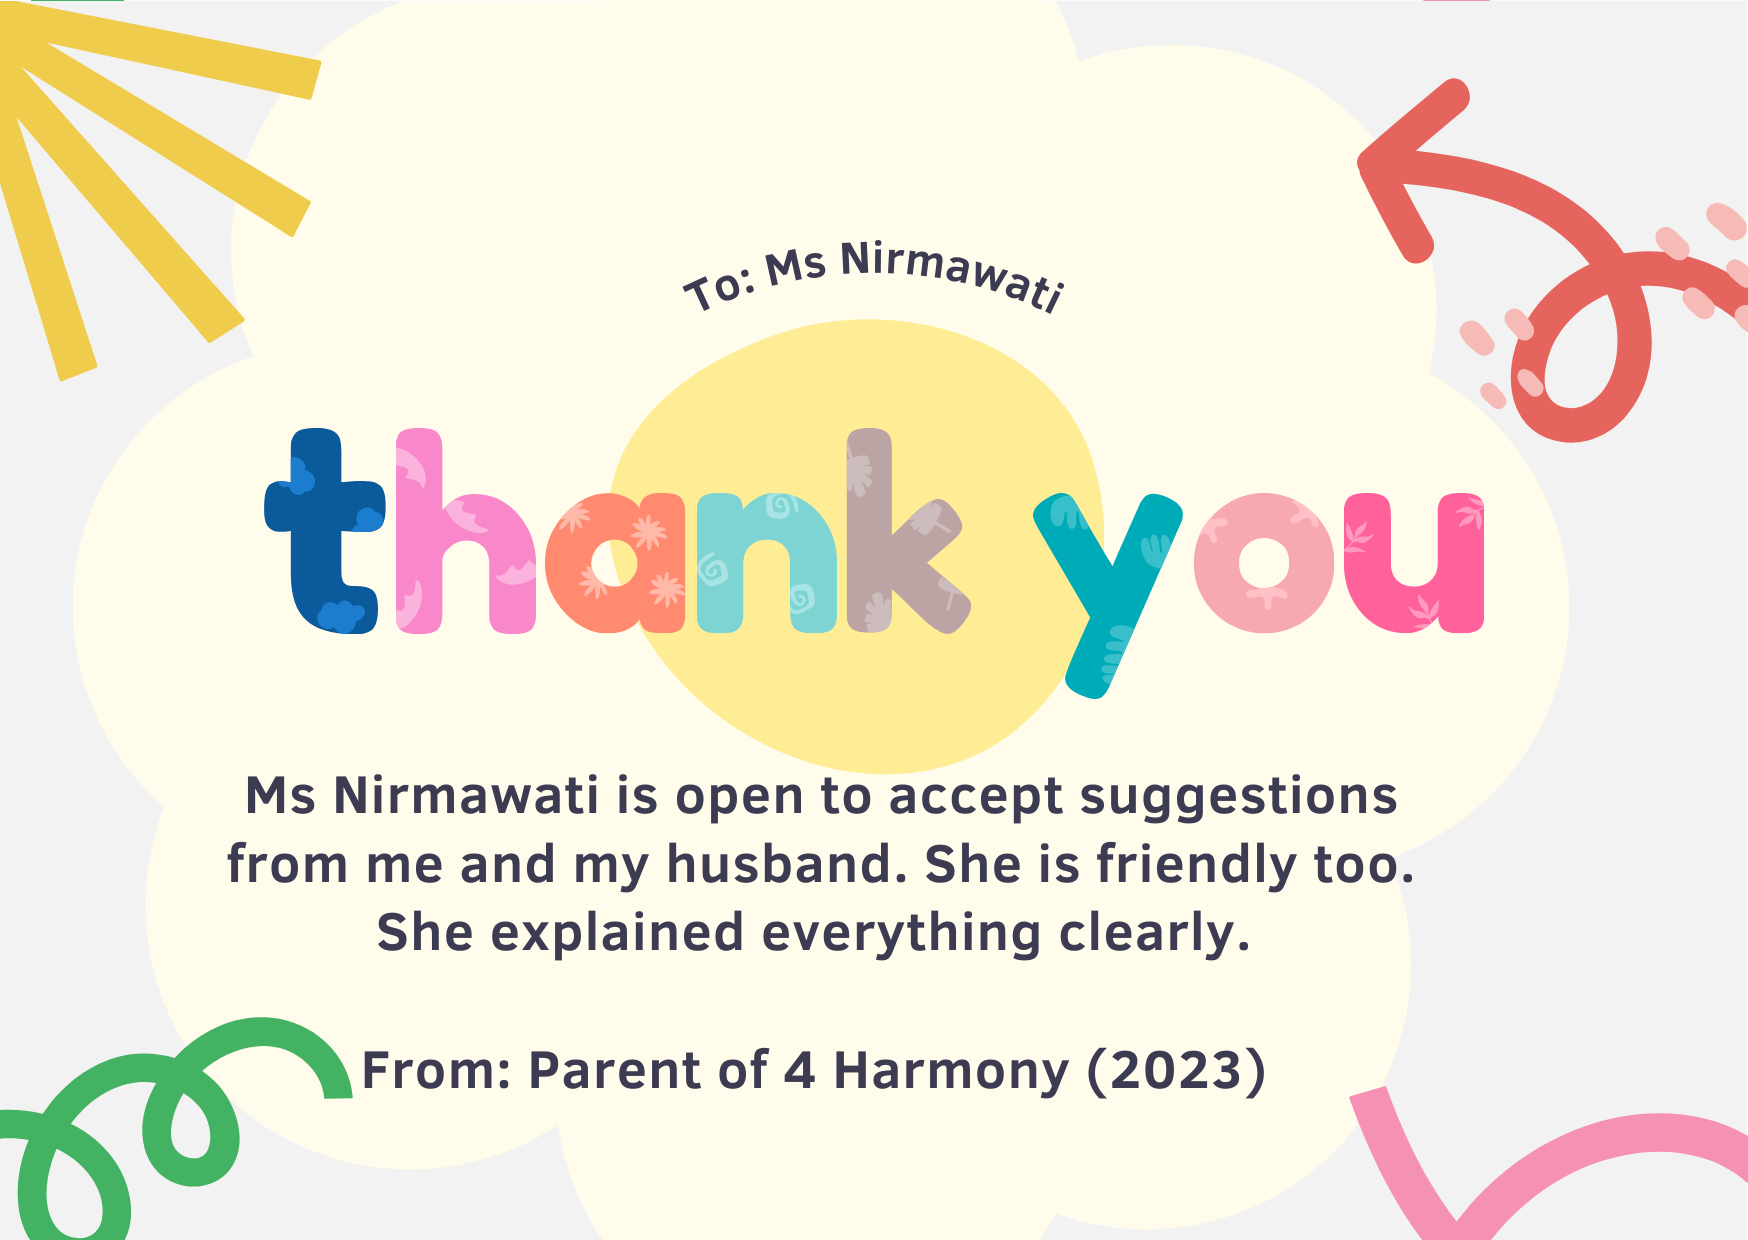 To: Ms Nirmawati
thank you
Ms Nirmawati is open to accept suggestions
from me and my husband. She is friendly too.
She explained everything clearly.
From: Parent of 4 Harmony (2023)